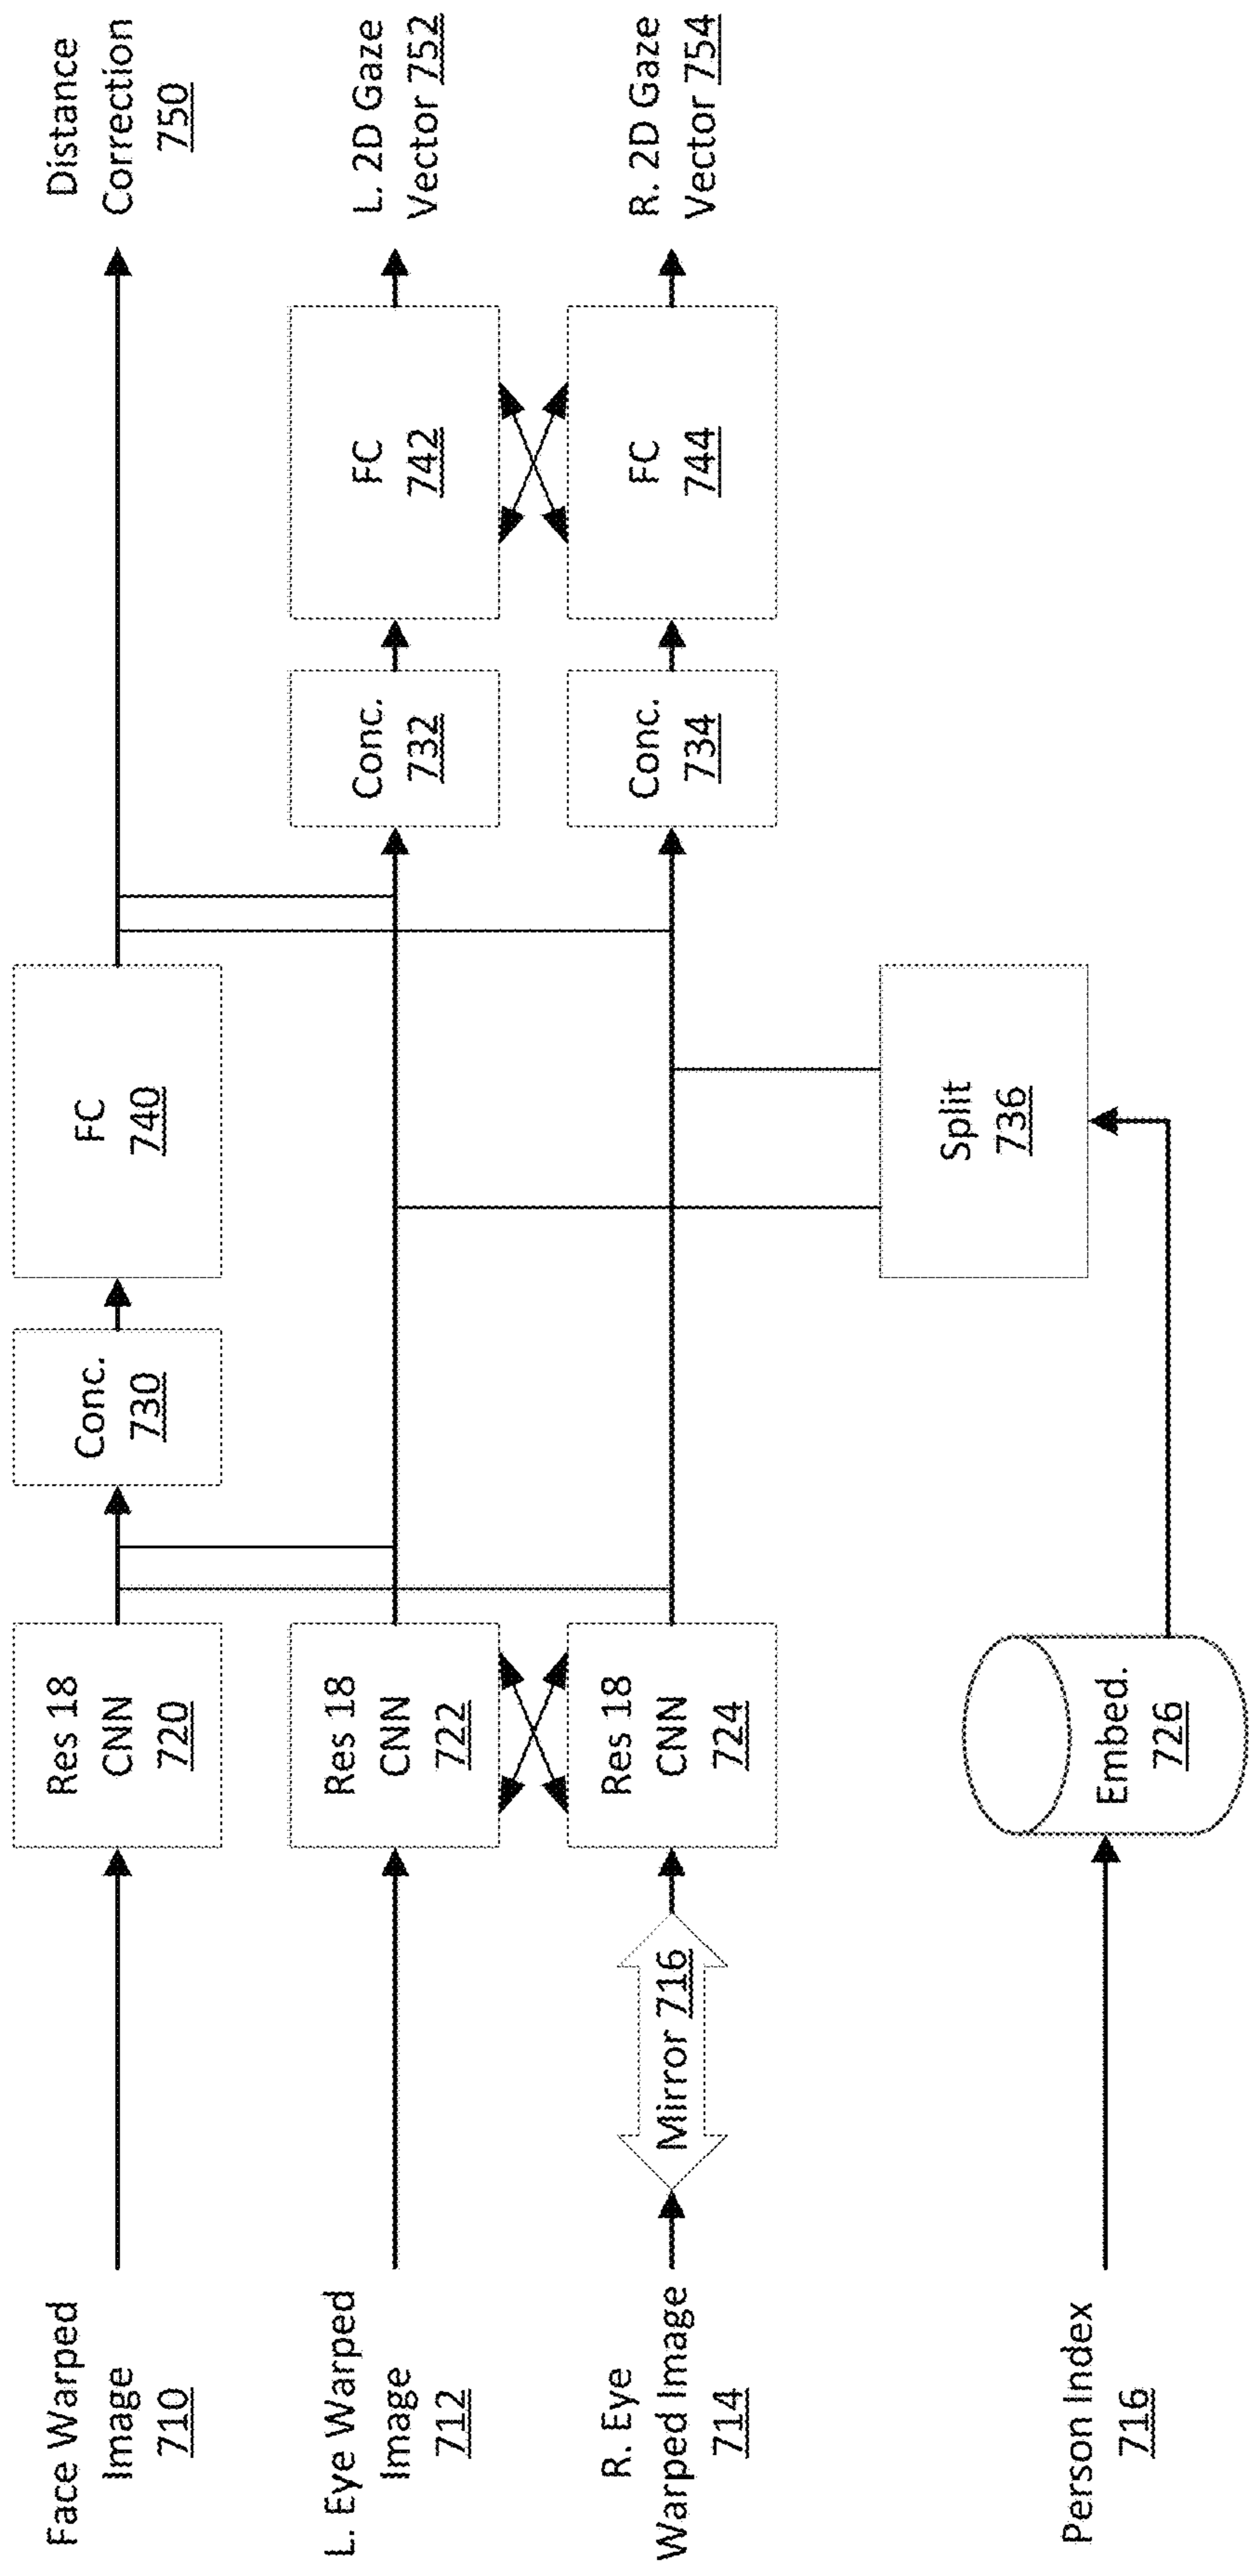 Face Warped
Image
710
L. Eye Warped
Image
712
R. Eye
Warped Image
714
Person Index
716
Mirror 716
Res 18
CNN
720
Res 18
CNN
722
Res 18
CNN
724
Embed.
726
Conc.
730
FC
740
Split
736
Conc.
732
Conc.
734
FC
742
FC
744
Distance
Correction
750
L. 2D Gaze
Vector 752
R. 2D Gaze
Vector 754